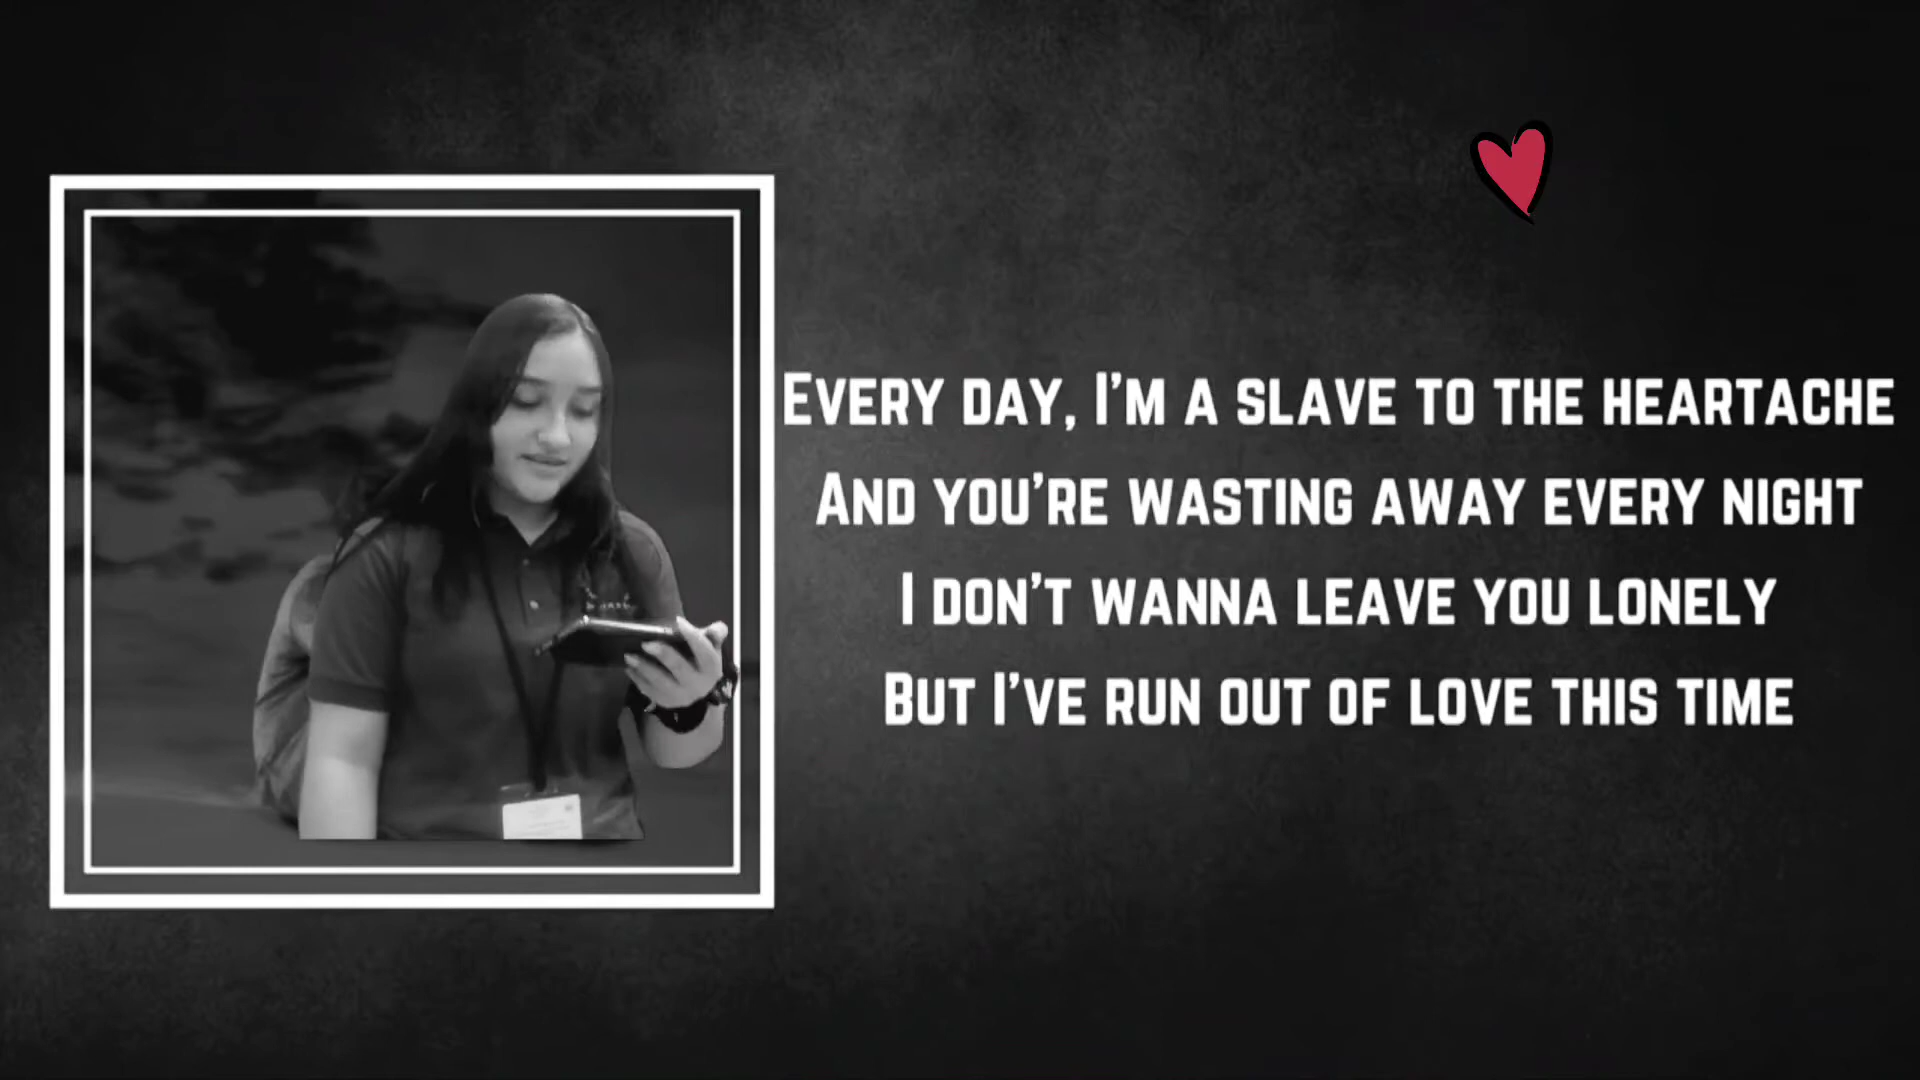 Every day, I'm a slave to the heartache
And you're wasting away every night
I don't wanna leave you lonely
But I've run out of love this time